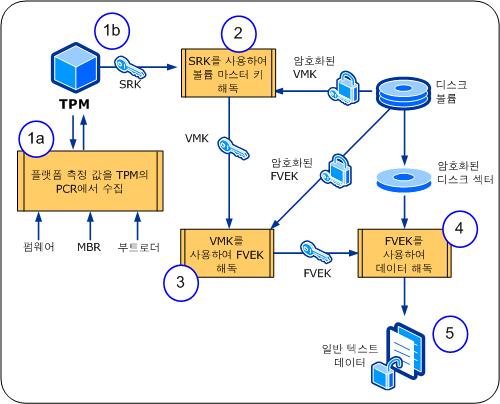 1b
2
SRK를 사용하여
볼륨 마스터 키
해독
암호화된
VMK
디스크
볼륨
SRK
TPM
1a
VMK
암호화된
FVEK
암호화된
디스크 섹터
플랫폼 측정 값을 TPM의
PCR에서 수집
펌웨어
MBR
부트로더
VMK를
사용하여 FVEK
해독
3
FVEK
FVEK를
사용하여
데이터 해독
4
일반 텍스트
데이터
5